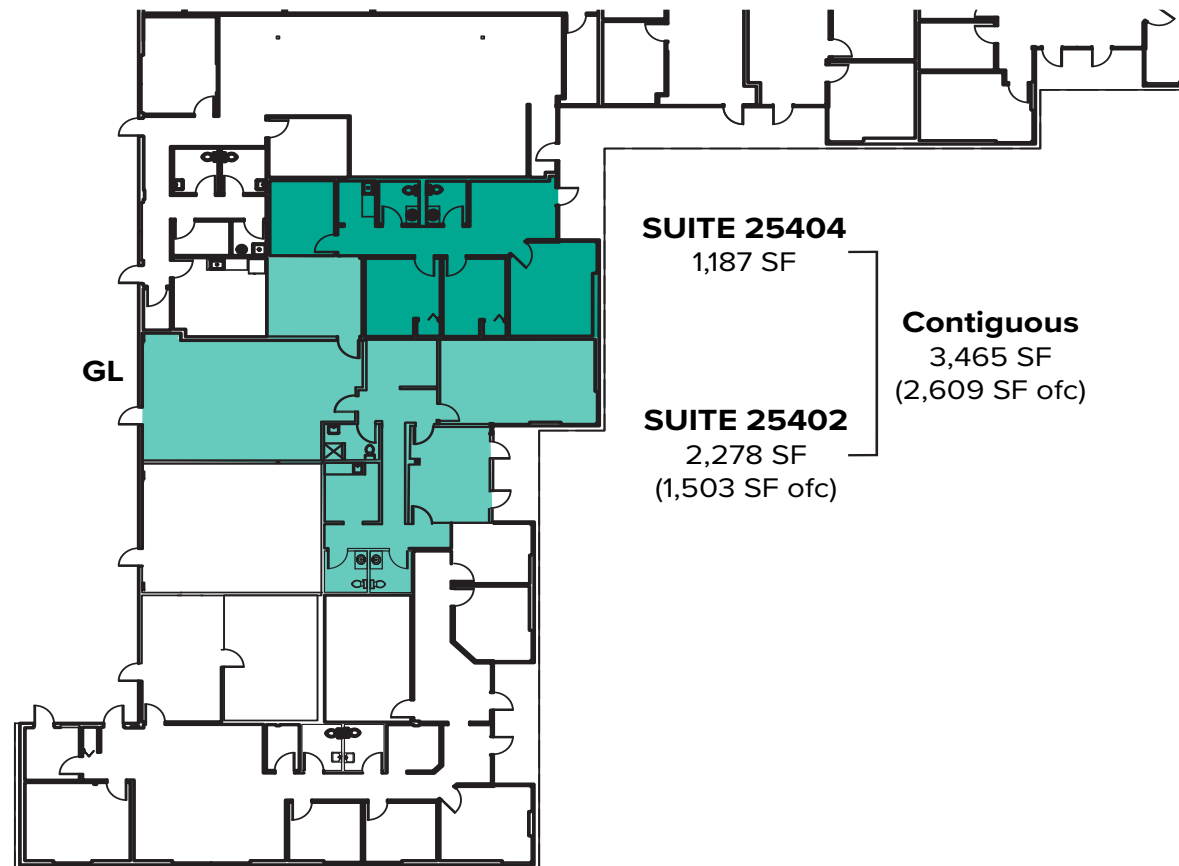 SUITE 25404
1,187 SF
GL
Contiguous
3,465 SF
(2,609 SF ofc)
SUITE 25402
2,278 SF
(1,503 SF ofc)